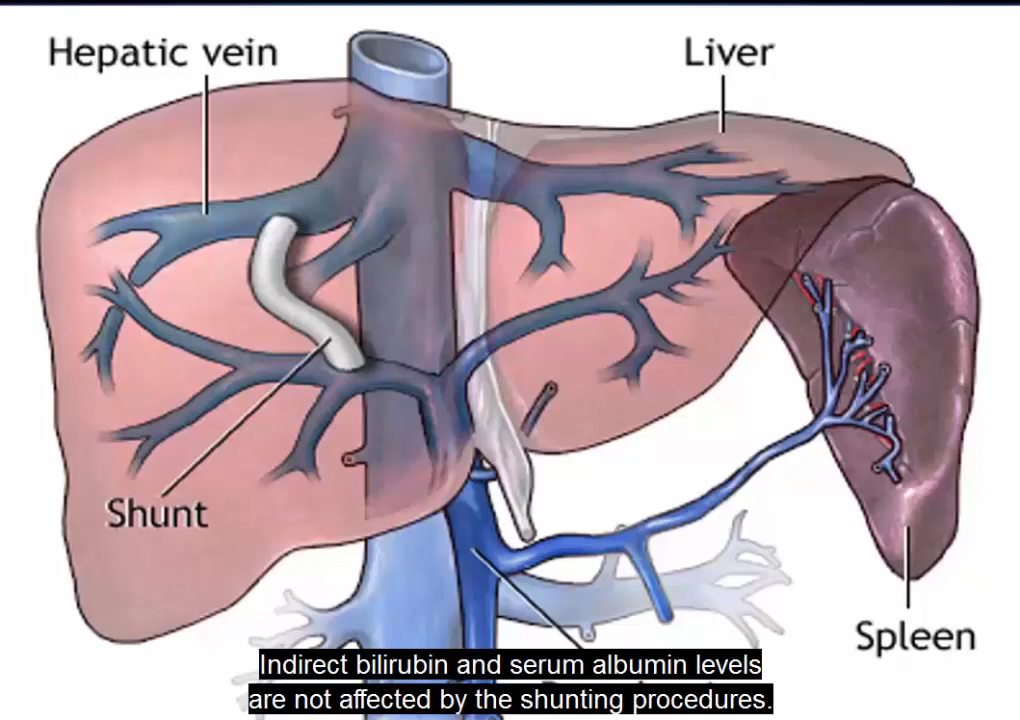 Hepatic vein
Liver
Shunt
Spleen
Indirect bilirubin and serum albumin levels
are not affected by the shunting procedures.